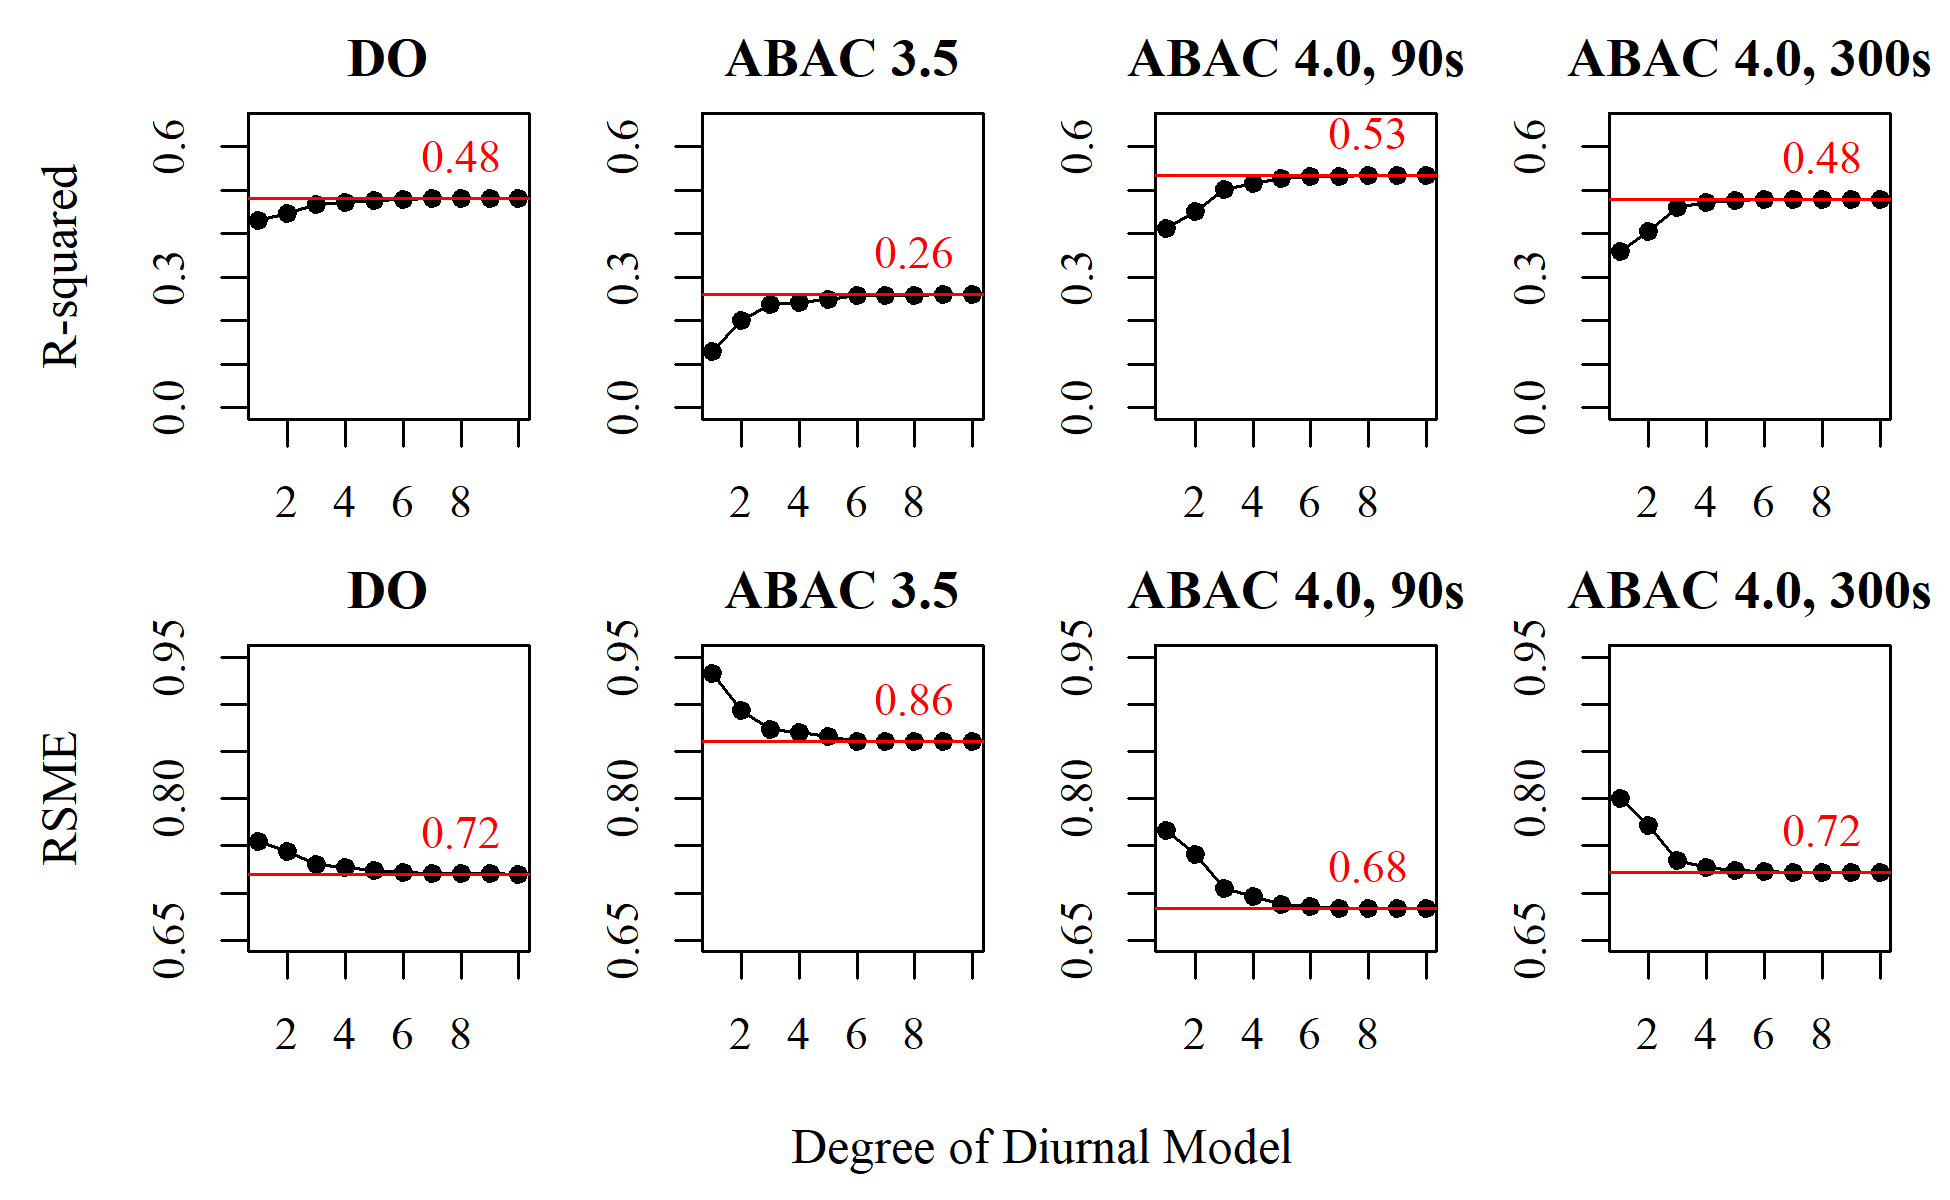 DO ABAC 3.5 ABAC 4.0, 90s ABAC 4.0, 300s
R-squared
0.6 0.3 0.0 0.48
0.6 0.3 0.0 0.26
0.6 0.3 0.0 0.53
0.6 0.3 0.0 0.48
2 4 6 8 2 4 6 8 2 4 6 8 2 4 6 8
DO ABAC 3.5 ABAC 4.0, 90s ABAC 4.0, 300s
RSME
0.95 0.80 0.65 0.72
0.95 0.80 0.65 0.86
0.95 0.80 0.65 0.68
0.95 0.80 0.65 0.72
2 4 6 8 2 4 6 8 2 4 6 8 2 4 6 8
Degree of Diurnal Model